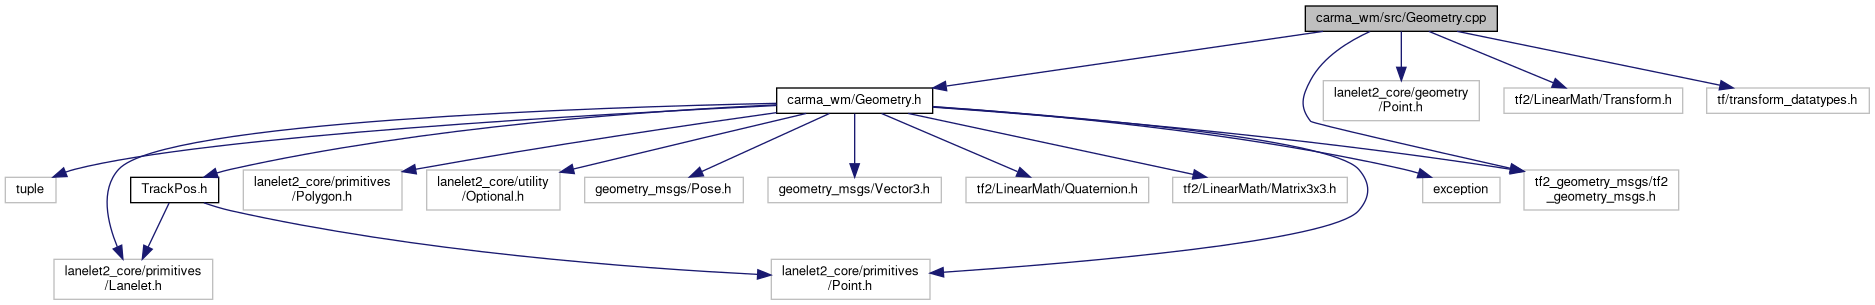 carma_wm/src/Geometry.cpp
carma_wm/Geometry.h
lanelet2_core/geometry
/Point.h
tf2/LinearMath/Transform.h
tf/transform_datatypes.h
tuple
TrackPos.h
lanelet2_core/primitives
/Polygon.h
lanelet2_core/utility
/Optional.h
geometry_msgs/Pose.h
geometry_msgs/Vector3.h
tf2/LinearMath/Quaternion.h
tf2/LinearMath/Matrix3x3.h
exception
tf2_geometry_msgs/tf2
_geometry_msgs.h
lanelet2_core/primitives
/Lanelet.h
lanelet2_core/primitives
/Point.h